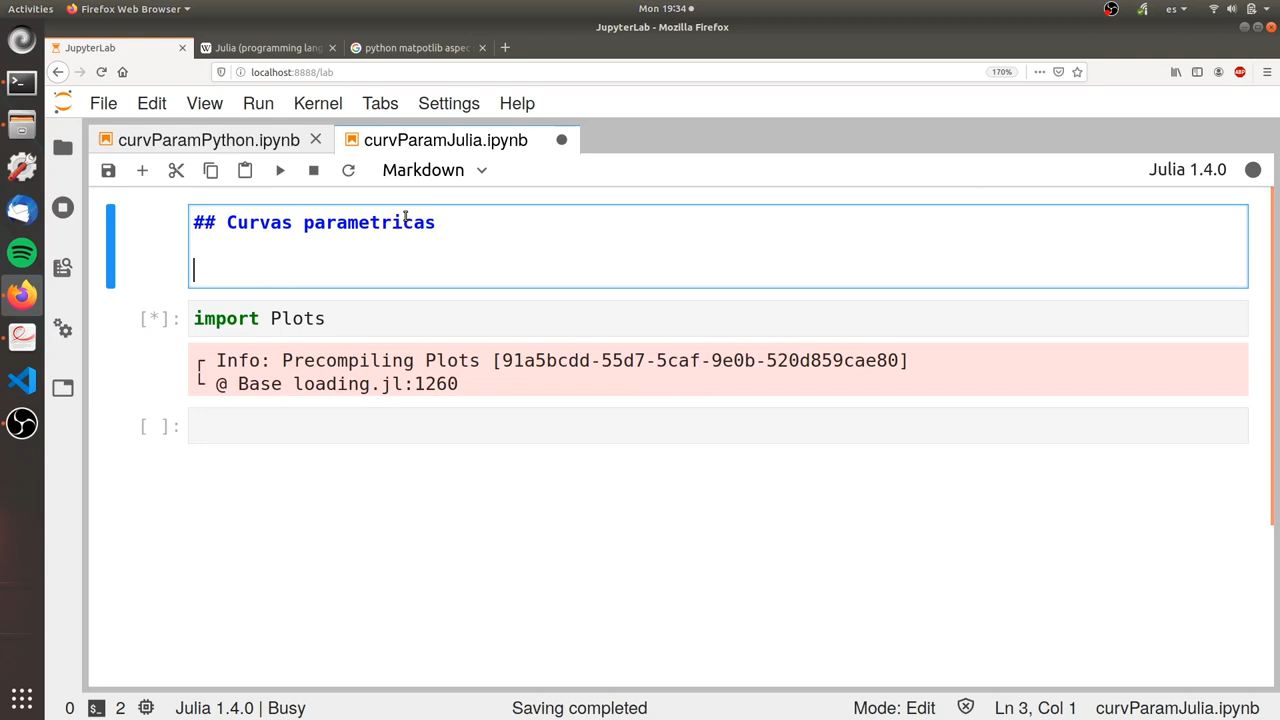 Activities Firefox Web Browser Mon 19:34 es
JupyterLab - Mozilla Firefox
JupyterLab Julia (programming lan python matpotlib aspec
localhost:8888/lab 170% ABP
File Edit View Run Kernel Tabs Settings Help
curvParamPython.ipynb curvParamJulia.ipynb
Markdown Julia 1.4.0
## Curvas parametricas
[*]: import Plots
┌ Info: Precompiling Plots [91a5bcdd-55d7-5caf-9e0b-520d859cae80]
└ @ Base loading.jl:1260
[ ]:
0 2 Julia 1.4.0 | Busy Saving completed Mode: Edit Ln 3, Col 1 curvParamJulia.ipynb